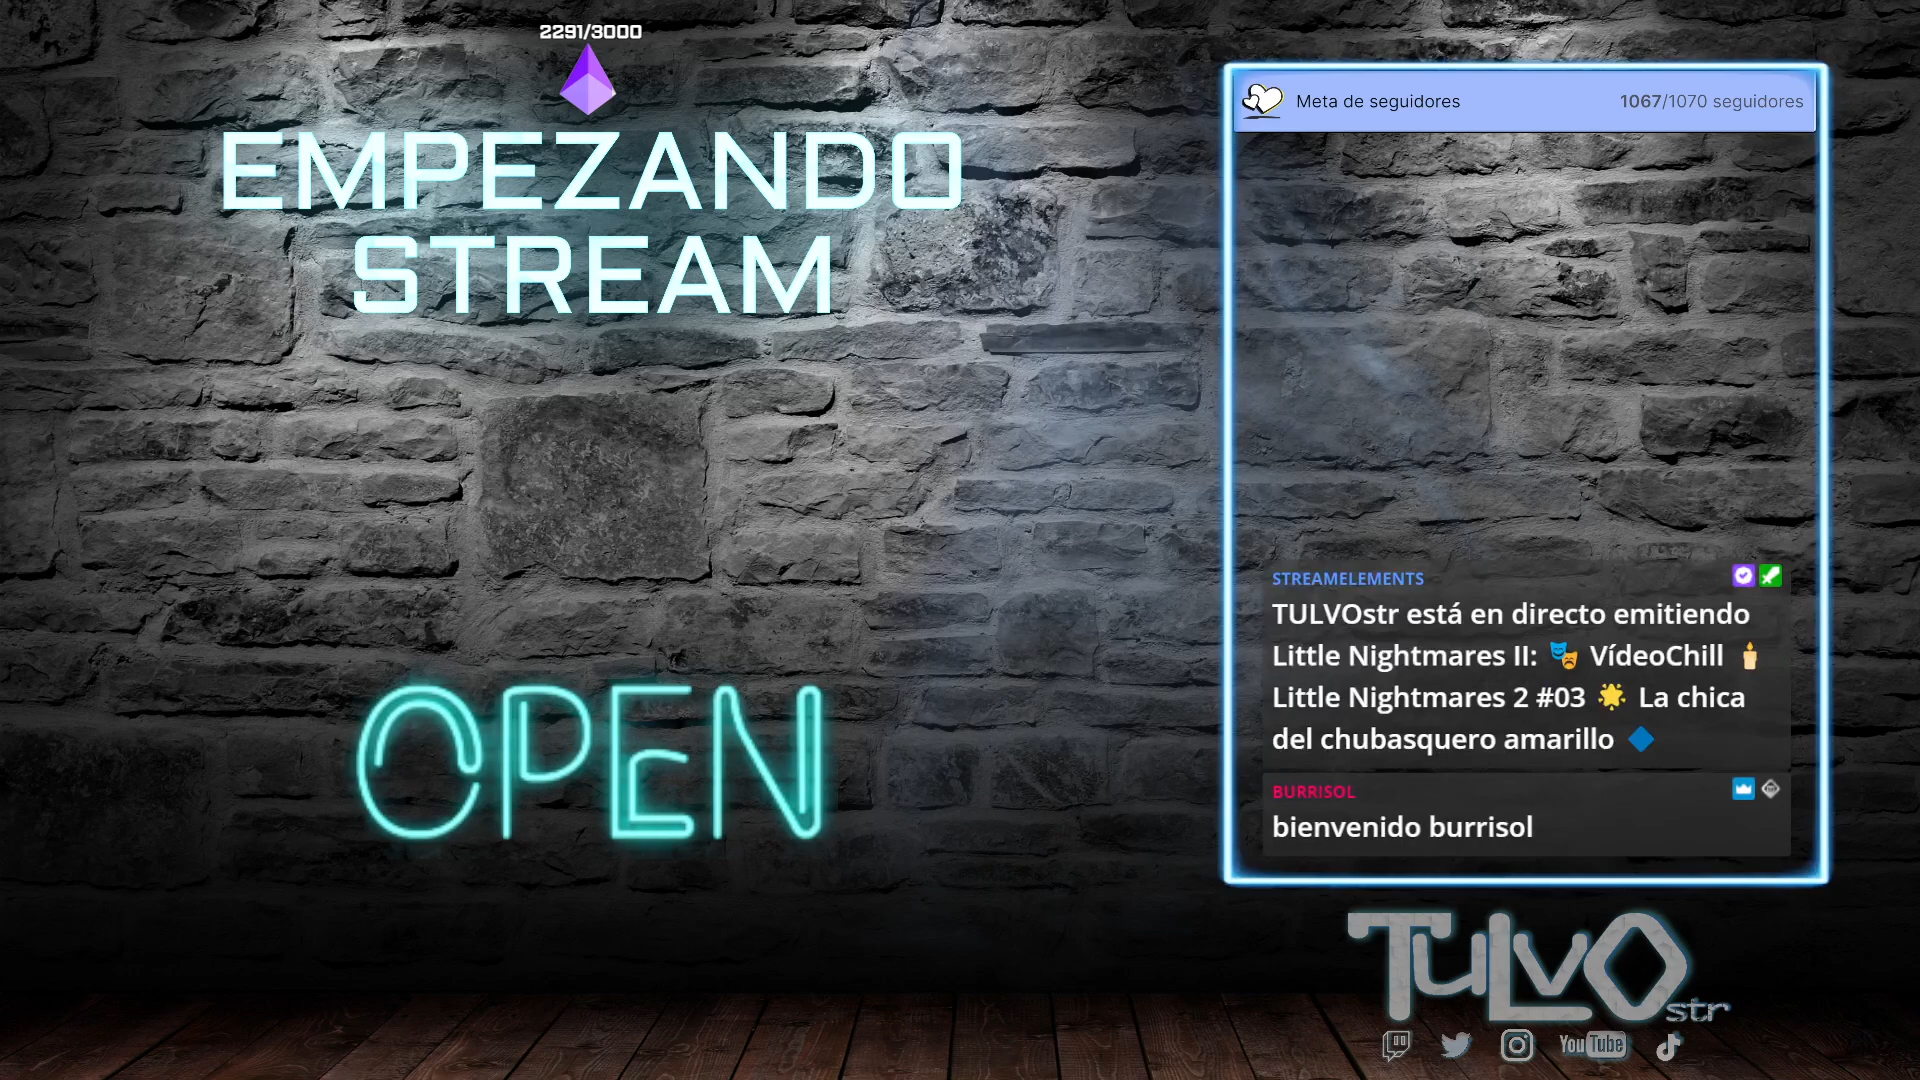 2291/3000
EMPEZANDO
STREAM
OPEN
Meta de seguidores 1067/1070 seguidores
STREAMELEMENTS
TULVOstr está en directo emitiendo
Little Nightmares II: 🎭 VídeoChill 🕯️
Little Nightmares 2 #03 🌟 La chica
del chubasquero amarillo 🔷
BURRISOL
bienvenido burrisol
TULVO str
YouTube